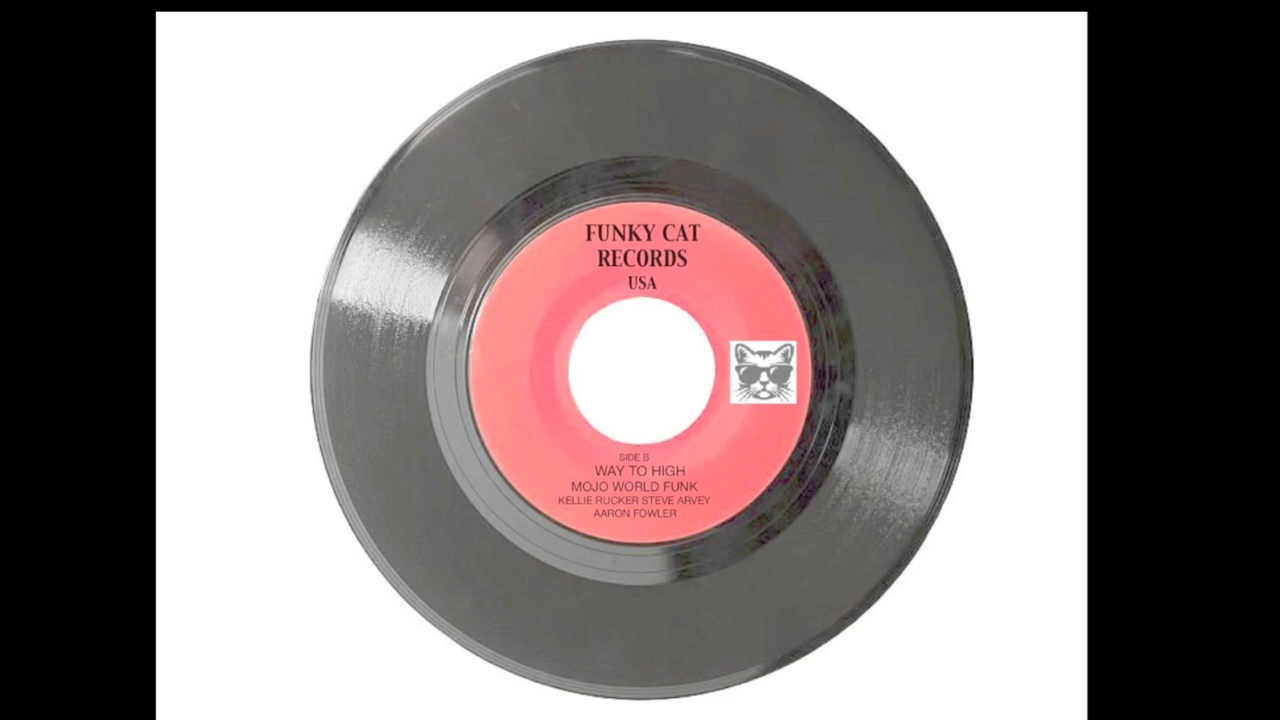 FUNKY CAT
RECORDS
USA
SIDE B
WAY TO HIGH
MOJO WORLD FUNK
KELLIE RUCKER STEVE ARVEY
AARON FOWLER